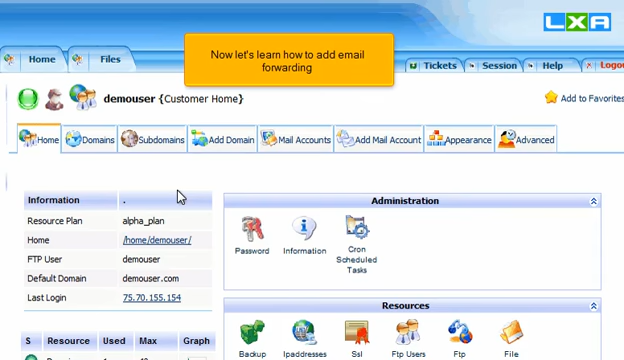 LXA
Now let's learn how to add email
forwarding
Home
Files
Tickets
Session
Help
Logou
demouser {Customer Home}
Add to Favorites
Home
Domains
Subdomains
Add Domain
Mail Accounts
Add Mail Account
Appearance
Advanced
Information .
Resource Plan alpha_plan
Home /home/demouser/
FTP User demouser
Default Domain demouser.com
Last Login 75.70.155.154
S Resource Used Max Graph
Administration
Password
Information
Cron
Scheduled
Tasks
Resources
Backup
Ipaddresses
Ssl
Ftp Users
Ftp
File